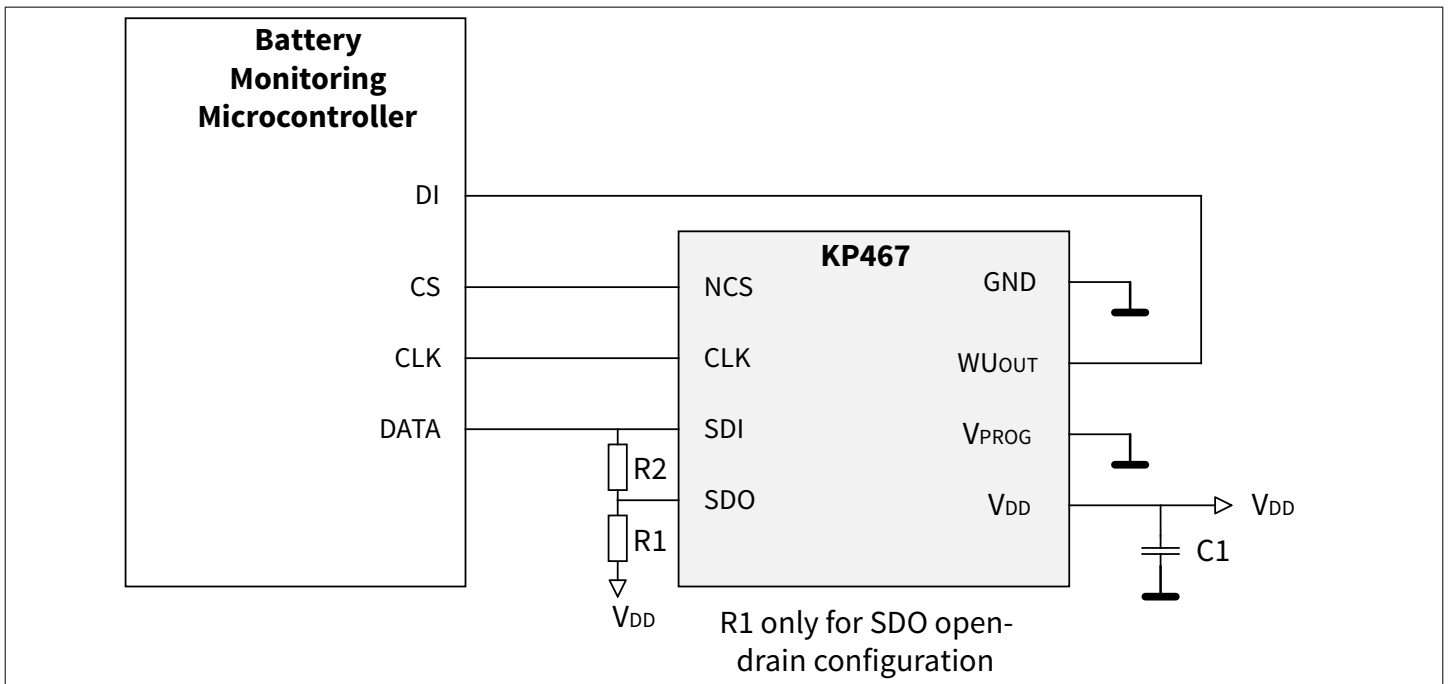 Battery
Monitoring
Microcontroller
DI
CS
CLK
DATA
KP467
NCS
CLK
SDI
SDO
GND
WUOUT
VPROG
VDD
R2
R1
VDD
VDD
C1
R1 only for SDO open-
drain configuration